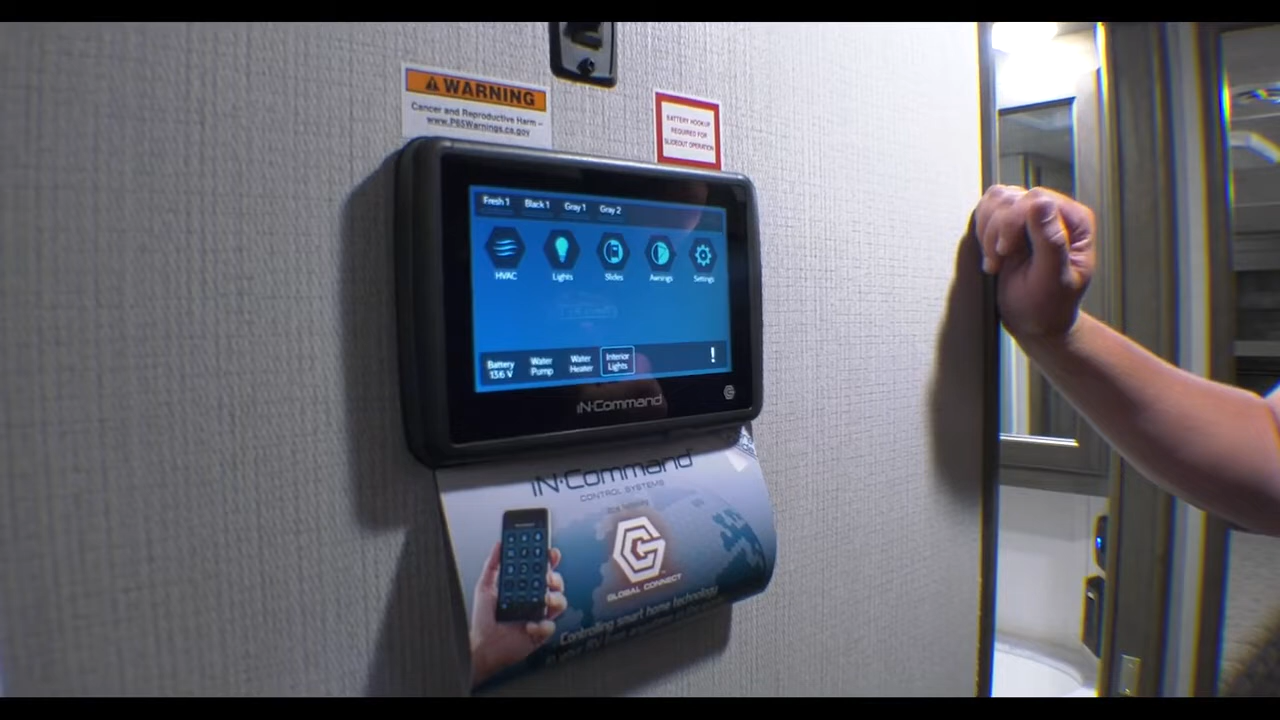 WARNING
Cancer and Reproductive Harm –
www.P65Warnings.ca.gov
BATTERY HOOKUP
REQUIRED FOR
SLIDEOUT OPERATION
Fresh 1 Black 1 Gray 1 Gray 2
HVAC Lights Slides Awnings Settings
Battery
13.6 V
Water
Pump
Water
Heater
Interior
Lights
!
iN·Command
iN·Command
CONTROL SYSTEMS
GLOBAL CONNECT
Controlling smart home technology